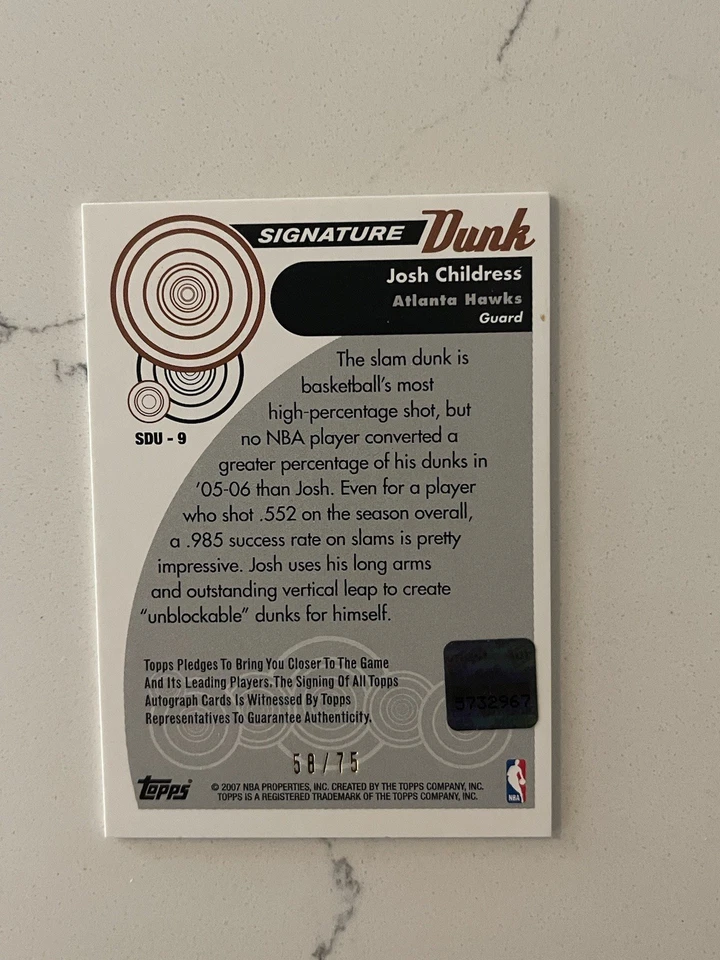 SIGNATURE Dunk
Josh Childress
Atlanta Hawks
Guard
SDU - 9
The slam dunk is
basketball's most
high-percentage shot, but
no NBA player converted a
greater percentage of his dunks in
'05-06 than Josh. Even for a player
who shot .552 on the season overall,
a .985 success rate on slams is pretty
impressive. Josh uses his long arms
and outstanding vertical leap to create
"unblockable" dunks for himself.
Topps Pledges To Bring You Closer To The Game
And Its Leading Players. The Signing Of All Topps
Autograph Cards Is Witnessed By Topps
Representatives To Guarantee Authenticity.
58/75
Topps®
© 2007 NBA PROPERTIES, INC. CREATED BY THE TOPPS COMPANY, INC.
TOPPS IS A REGISTERED TRADEMARK OF THE TOPPS COMPANY, INC.
NBA